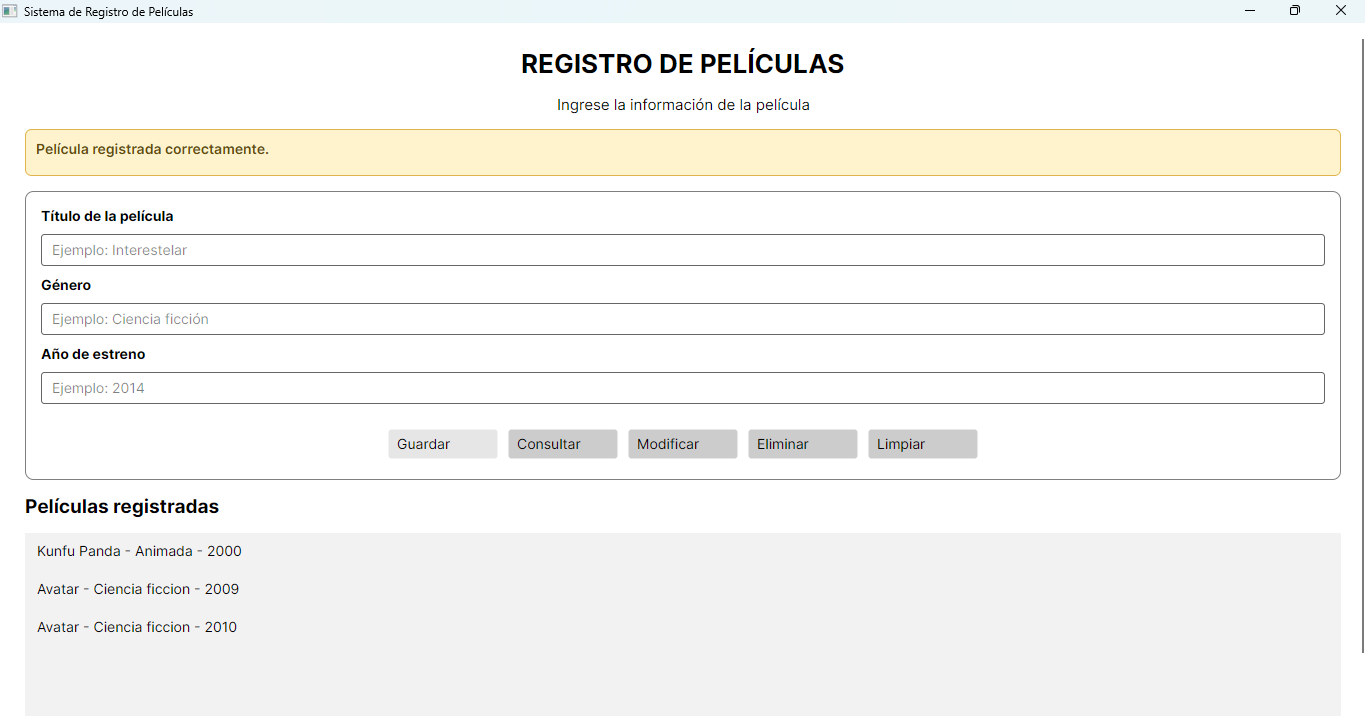 Sistema de Registro de Películas
REGISTRO DE PELÍCULAS
Ingrese la información de la película
Película registrada correctamente.
Título de la película
Ejemplo: Interestelar
Género
Ejemplo: Ciencia ficción
Año de estreno
Ejemplo: 2014
Guardar Consultar Modificar Eliminar Limpiar
Películas registradas
Kunfu Panda - Animada - 2000
Avatar - Ciencia ficcion - 2009
Avatar - Ciencia ficcion - 2010